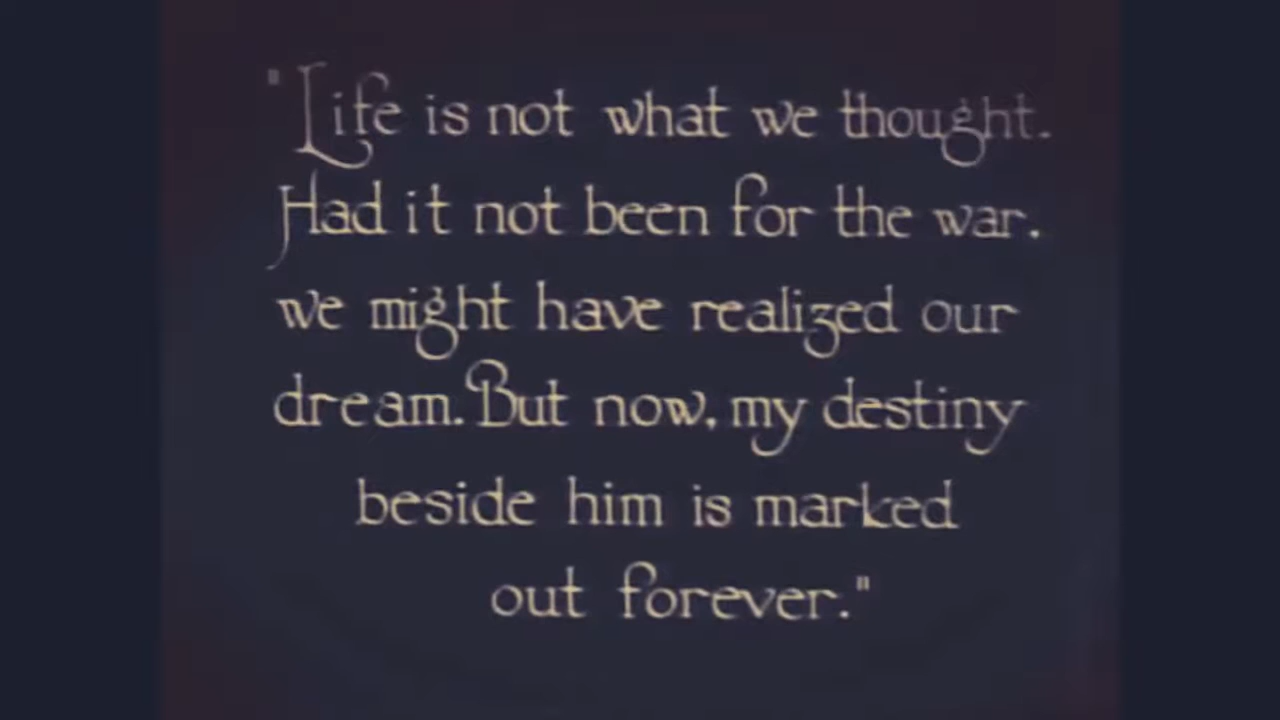 "Life is not what we thought.
Had it not been for the war,
we might have realized our
dream. But now, my destiny
beside him is marked
out forever."